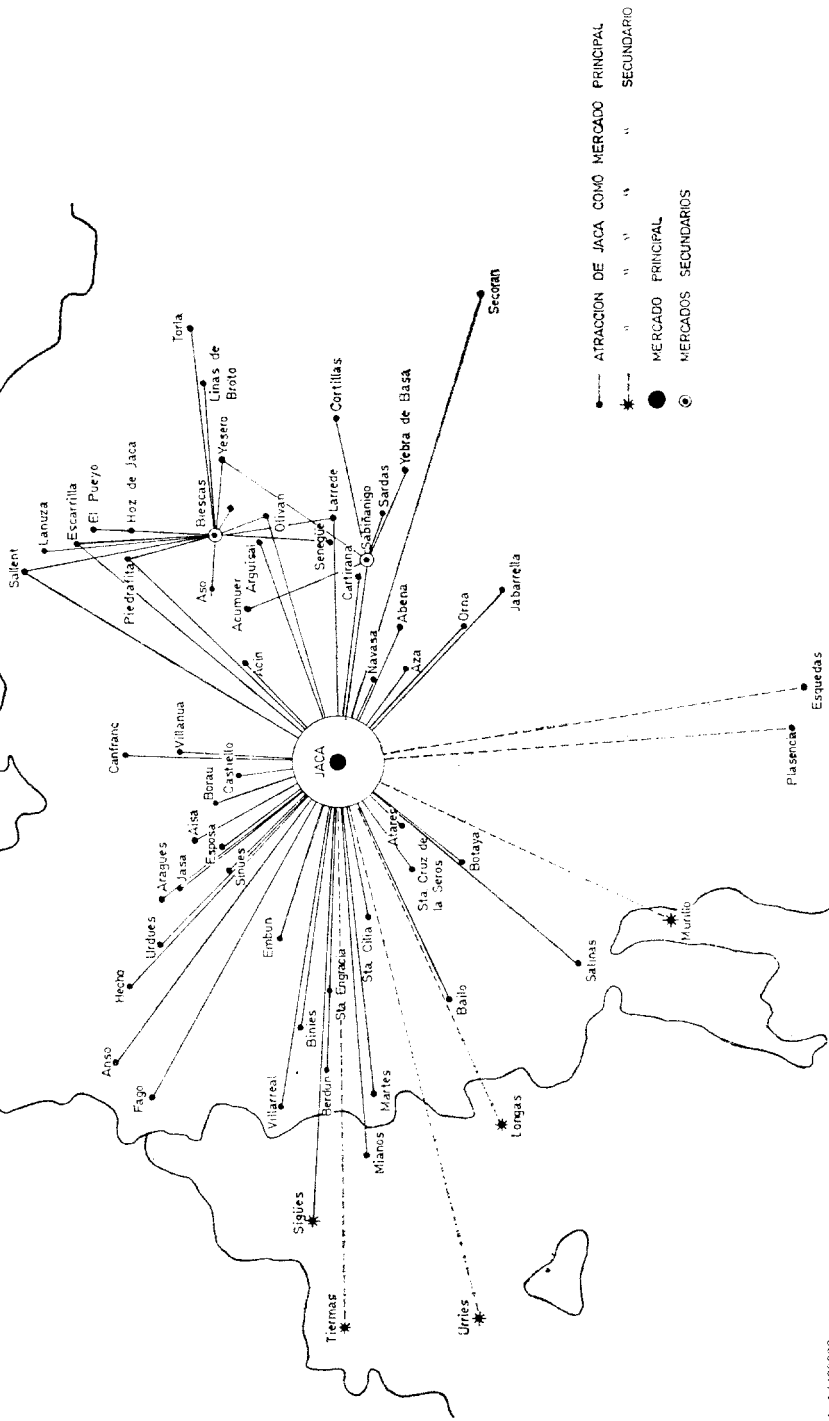 Sallent
Lanuza
Escarrilla
El Pueyo
Hoz de Jaca
Piedrafita
Biescas
Torla
Linas de
Broto
Yesero
Aso
Acumuer
Arguisal
Olivan
Senegüe
Larrede
Cortillas
Cartirana
Sabiñanigo
Sardas
Yebra de Basa
Secoran
Acin
Canfranc
Villanua
Castiello
Borau
Aisa
Esposa
Aragues
Jasa
Sinues
Urdues
Hecho
Anso
Fago
Embun
JACA
Navasa
Abena
Aza
Orna
Jabarrella
Esquedas
Plasencia
Atares
Sta. Cruz de
la Seros
Botaya
Sta. Cilia
Sta. Engracia
Binies
Berdun
Villarreal
Martes
Mianos
Bailo
Salinas
Murillo
Longas
Sigües
Tiermas
Urries
ATRACCION DE JACA COMO MERCADO PRINCIPAL
" " " " " SECUNDARIO
MERCADO PRINCIPAL
MERCADOS SECUNDARIOS